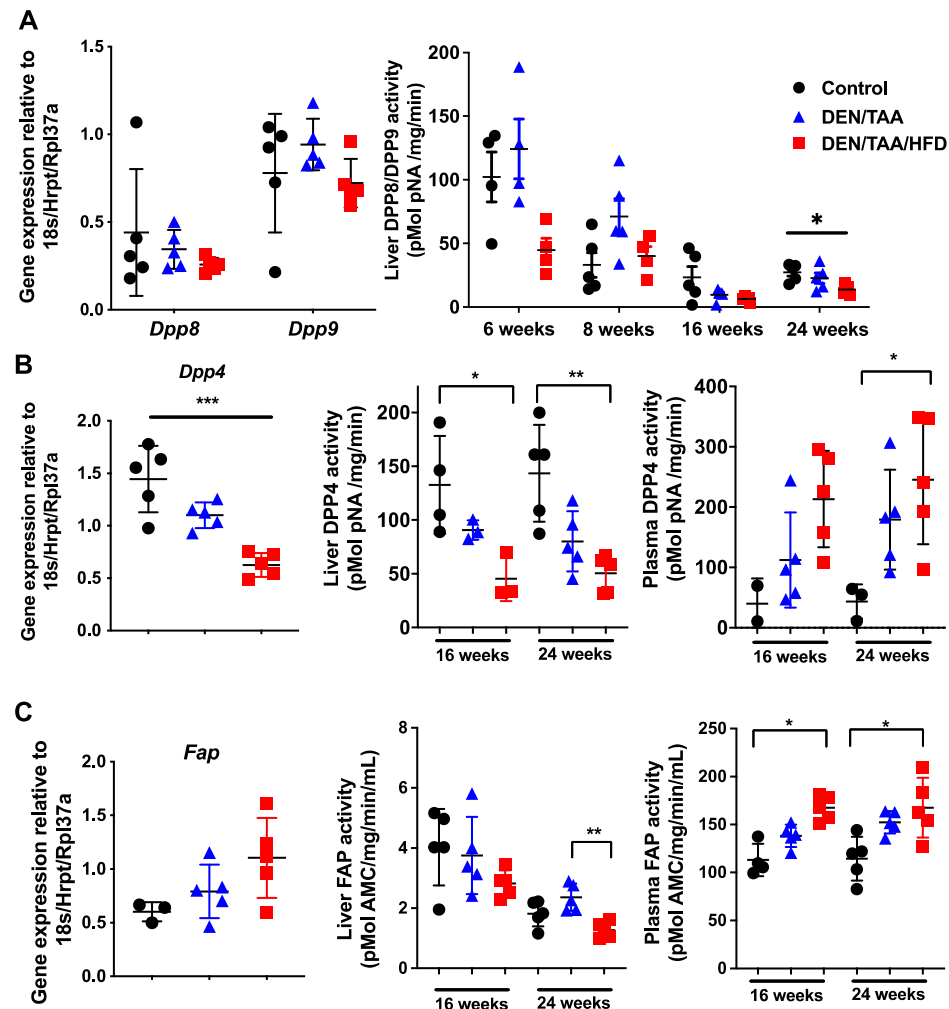 A
Gene expression relative to
18s/Hrpt/Rpl37a
1.5
1.0
0.5
0.0
Dpp8
Dpp9
Liver DPP8/DPP9 activity
(pMol pNA /mg/min)
200
150
100
50
0
6 weeks
8 weeks
16 weeks
24 weeks
*
Control
DEN/TAA
DEN/TAA/HFD
B
Dpp4
Gene expression relative to
18s/Hrpt/Rpl37a
2.0
1.5
1.0
0.5
0.0
***
Liver DPP4 activity
(pMol pNA /mg/min)
200
150
100
50
0
*
**
16 weeks
24 weeks
Plasma DPP4 activity
(pMol pNA /mg/min)
400
300
200
100
0
*
16 weeks
24 weeks
C
Fap
Gene expression relative to
18s/Hrpt/Rpl37a
2.0
1.5
1.0
0.5
0.0
Liver FAP activity
(pMol AMC/mg/min/mL)
8
6
4
2
0
**
16 weeks
24 weeks
Plasma FAP activity
(pMol AMC/mg/min/mL)
250
200
150
100
50
0
*
*
16 weeks
24 weeks